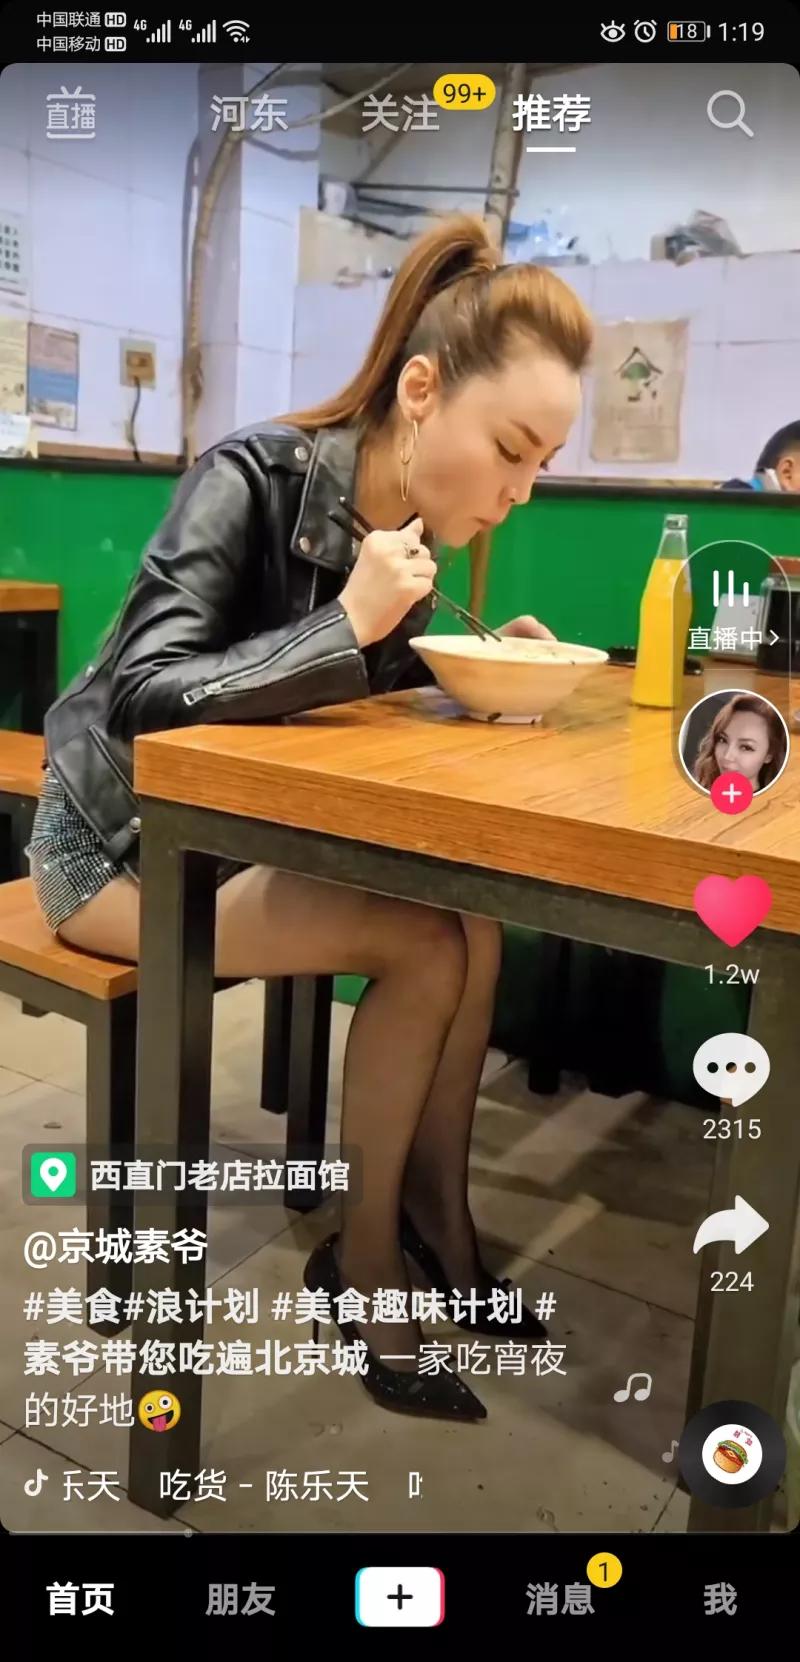 中国联通 HD 4G 4G 18 1:19
中国移动 HD
直播 河东 关注 99+ 推荐
直播中
1.2w
2315
西直门老店拉面馆
@京城素爷
224
#美食#浪计划 #美食趣味计划 #
素爷带您吃遍北京城 一家吃宵夜
的好地🤪
乐天 吃货 - 陈乐天
首页 朋友 消息 1 我